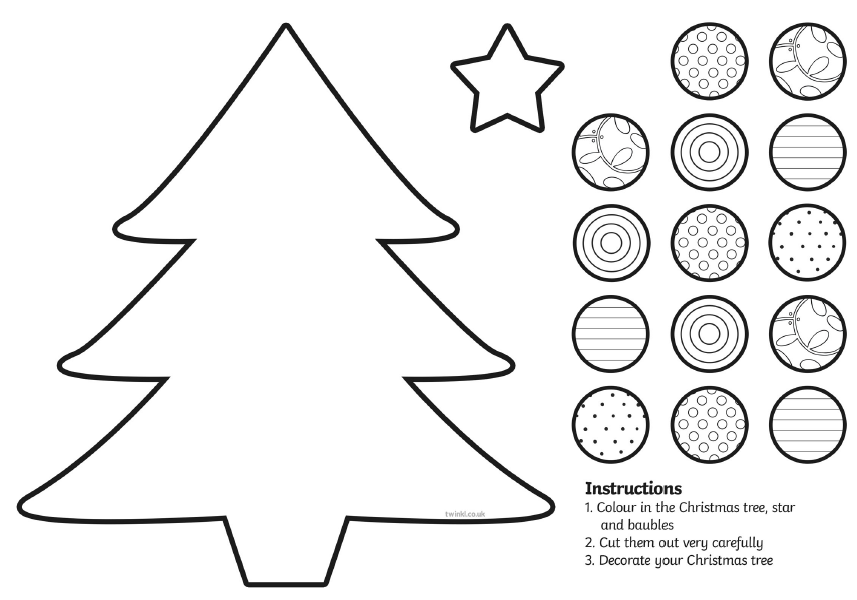 twinkl.co.uk
Instructions
1. Colour in the Christmas tree, star
and baubles
2. Cut them out very carefully
3. Decorate your Christmas tree